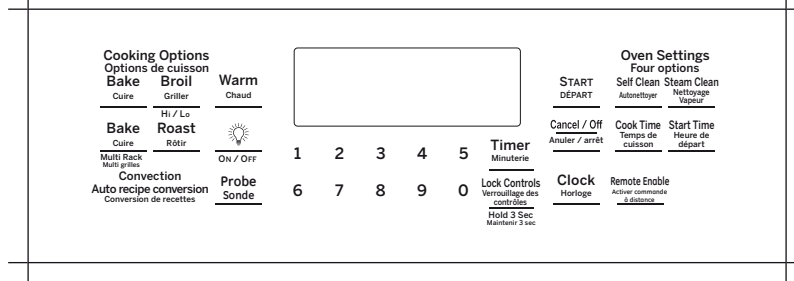 Cooking Options
Options de cuisson
Bake
Cuire
Broil
Griller
Hi / Lo
Warm
Chaud
Bake
Cuire
Multi Rack
Multi grilles
Roast
Rôtir
ON / OFF
Convection
Auto recipe conversion
Conversion de recettes
Probe
Sonde
1 2 3 4 5
6 7 8 9 0
Timer
Minuterie
Lock Controls
Verrouillage des
contrôles
Hold 3 Sec
Maintenir 3 sec
START
DÉPART
Cancel / Off
Anuler / arrêt
Clock
Horloge
Oven Settings
Four options
Self Clean
Autonettoyer
Steam Clean
Nettoyage
Vapeur
Cook Time
Temps de
cuisson
Start Time
Heure de
départ
Remote Enable
Activer commande
à distance